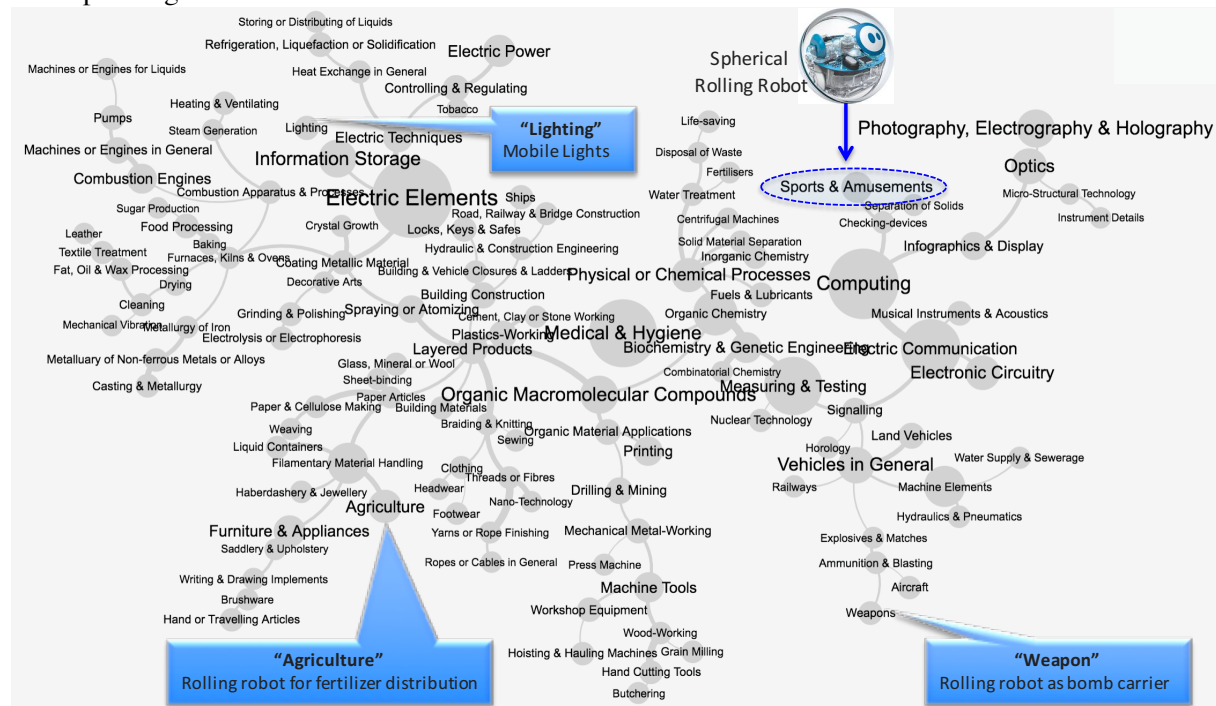 Storing or Distributing of Liquids
Refrigeration, Liquefaction or Solidification
Electric Power
Machines or Engines for Liquids
Heat Exchange in General
Controlling & Regulating
Heating & Ventilating
Tobacco
Pumps
Steam Generation
Lighting
Electric Techniques
Machines or Engines in General
Information Storage
Combustion Engines
Combustion Apparatus & Processes
Electric Elements
Ships
Sugar Production
Food Processing
Crystal Growth
Road, Railway & Bridge Construction
Locks, Keys & Safes
Leather
Baking
Hydraulic & Construction Engineering
Textile Treatment
Furnaces, Kilns & Ovens
Coating Metallic Material
Fat, Oil & Wax Processing
Building & Vehicle Closures & Ladders
Drying
Decorative Arts
Building Construction
Cleaning
Grinding & Polishing
Spraying or Atomizing
Cement, Clay or Stone Working
Mechanical Vibration
Metallurgy of Iron
Electrolysis or Electrophoresis
Plastics-Working
Layered Products
Metalluary of Non-ferrous Metals or Alloys
Glass, Mineral or Wool
Sheet-binding
Casting & Metallurgy
Paper Articles
Paper & Cellulose Making
Building Materials
Organic Macromolecular Compounds
Weaving
Braiding & Knitting
Organic Material Applications
Liquid Containers
Sewing
Printing
Filamentary Material Handling
Clothing
Threads or Fibres
Haberdashery & Jewellery
Headwear
Nano-Technology
Drilling & Mining
Agriculture
Footwear
Furniture & Appliances
Yarns or Rope Finishing
Mechanical Metal-Working
Saddlery & Upholstery
Ropes or Cables in General
Press Machine
Writing & Drawing Implements
Machine Tools
Brushware
Workshop Equipment
Hand or Travelling Articles
Wood-Working
Hoisting & Hauling Machines
Grain Milling
Hand Cutting Tools
Butchering
“Lighting”
Mobile Lights
Spherical
Rolling Robot
Life-saving
Photography, Electrography & Holography
Disposal of Waste
Optics
Fertilisers
Sports & Amusements
Water Treatment
Micro-Structural Technology
Separation of Solids
Centrifugal Machines
Checking-devices
Instrument Details
Solid Material Separation
Infographics & Display
Inorganic Chemistry
Physical or Chemical Processes
Computing
Fuels & Lubricants
Organic Chemistry
Musical Instruments & Acoustics
Medical & Hygiene
Biochemistry & Genetic Engineering
Electric Communication
Combinatorial Chemistry
Electronic Circuitry
Measuring & Testing
Nuclear Technology
Signalling
Land Vehicles
Horology
Vehicles in General
Water Supply & Sewerage
Railways
Machine Elements
Hydraulics & Pneumatics
Explosives & Matches
Ammunition & Blasting
Aircraft
Weapons
“Agriculture”
Rolling robot for fertilizer distribution
“Weapon”
Rolling robot as bomb carrier